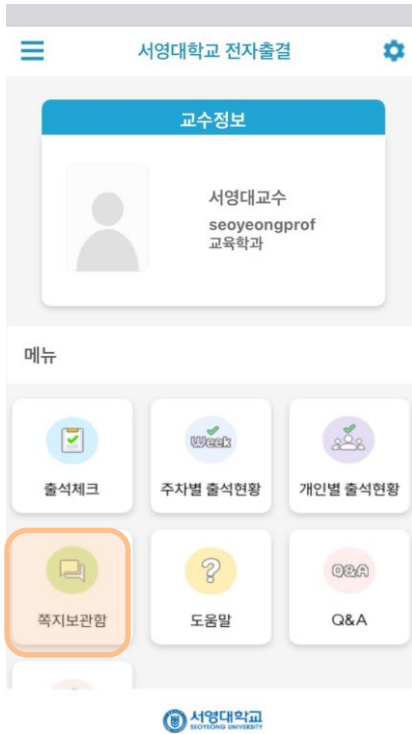 서영대학교 전자출결
교수정보
서영대교수
seoyeongprof
교육학과
메뉴
Week
출석체크
주차별 출석현황
개인별 출석현황
Q&A
쪽지보관함
도움말
Q&A
서영대학교
SEOYEONG UNIVERSITY